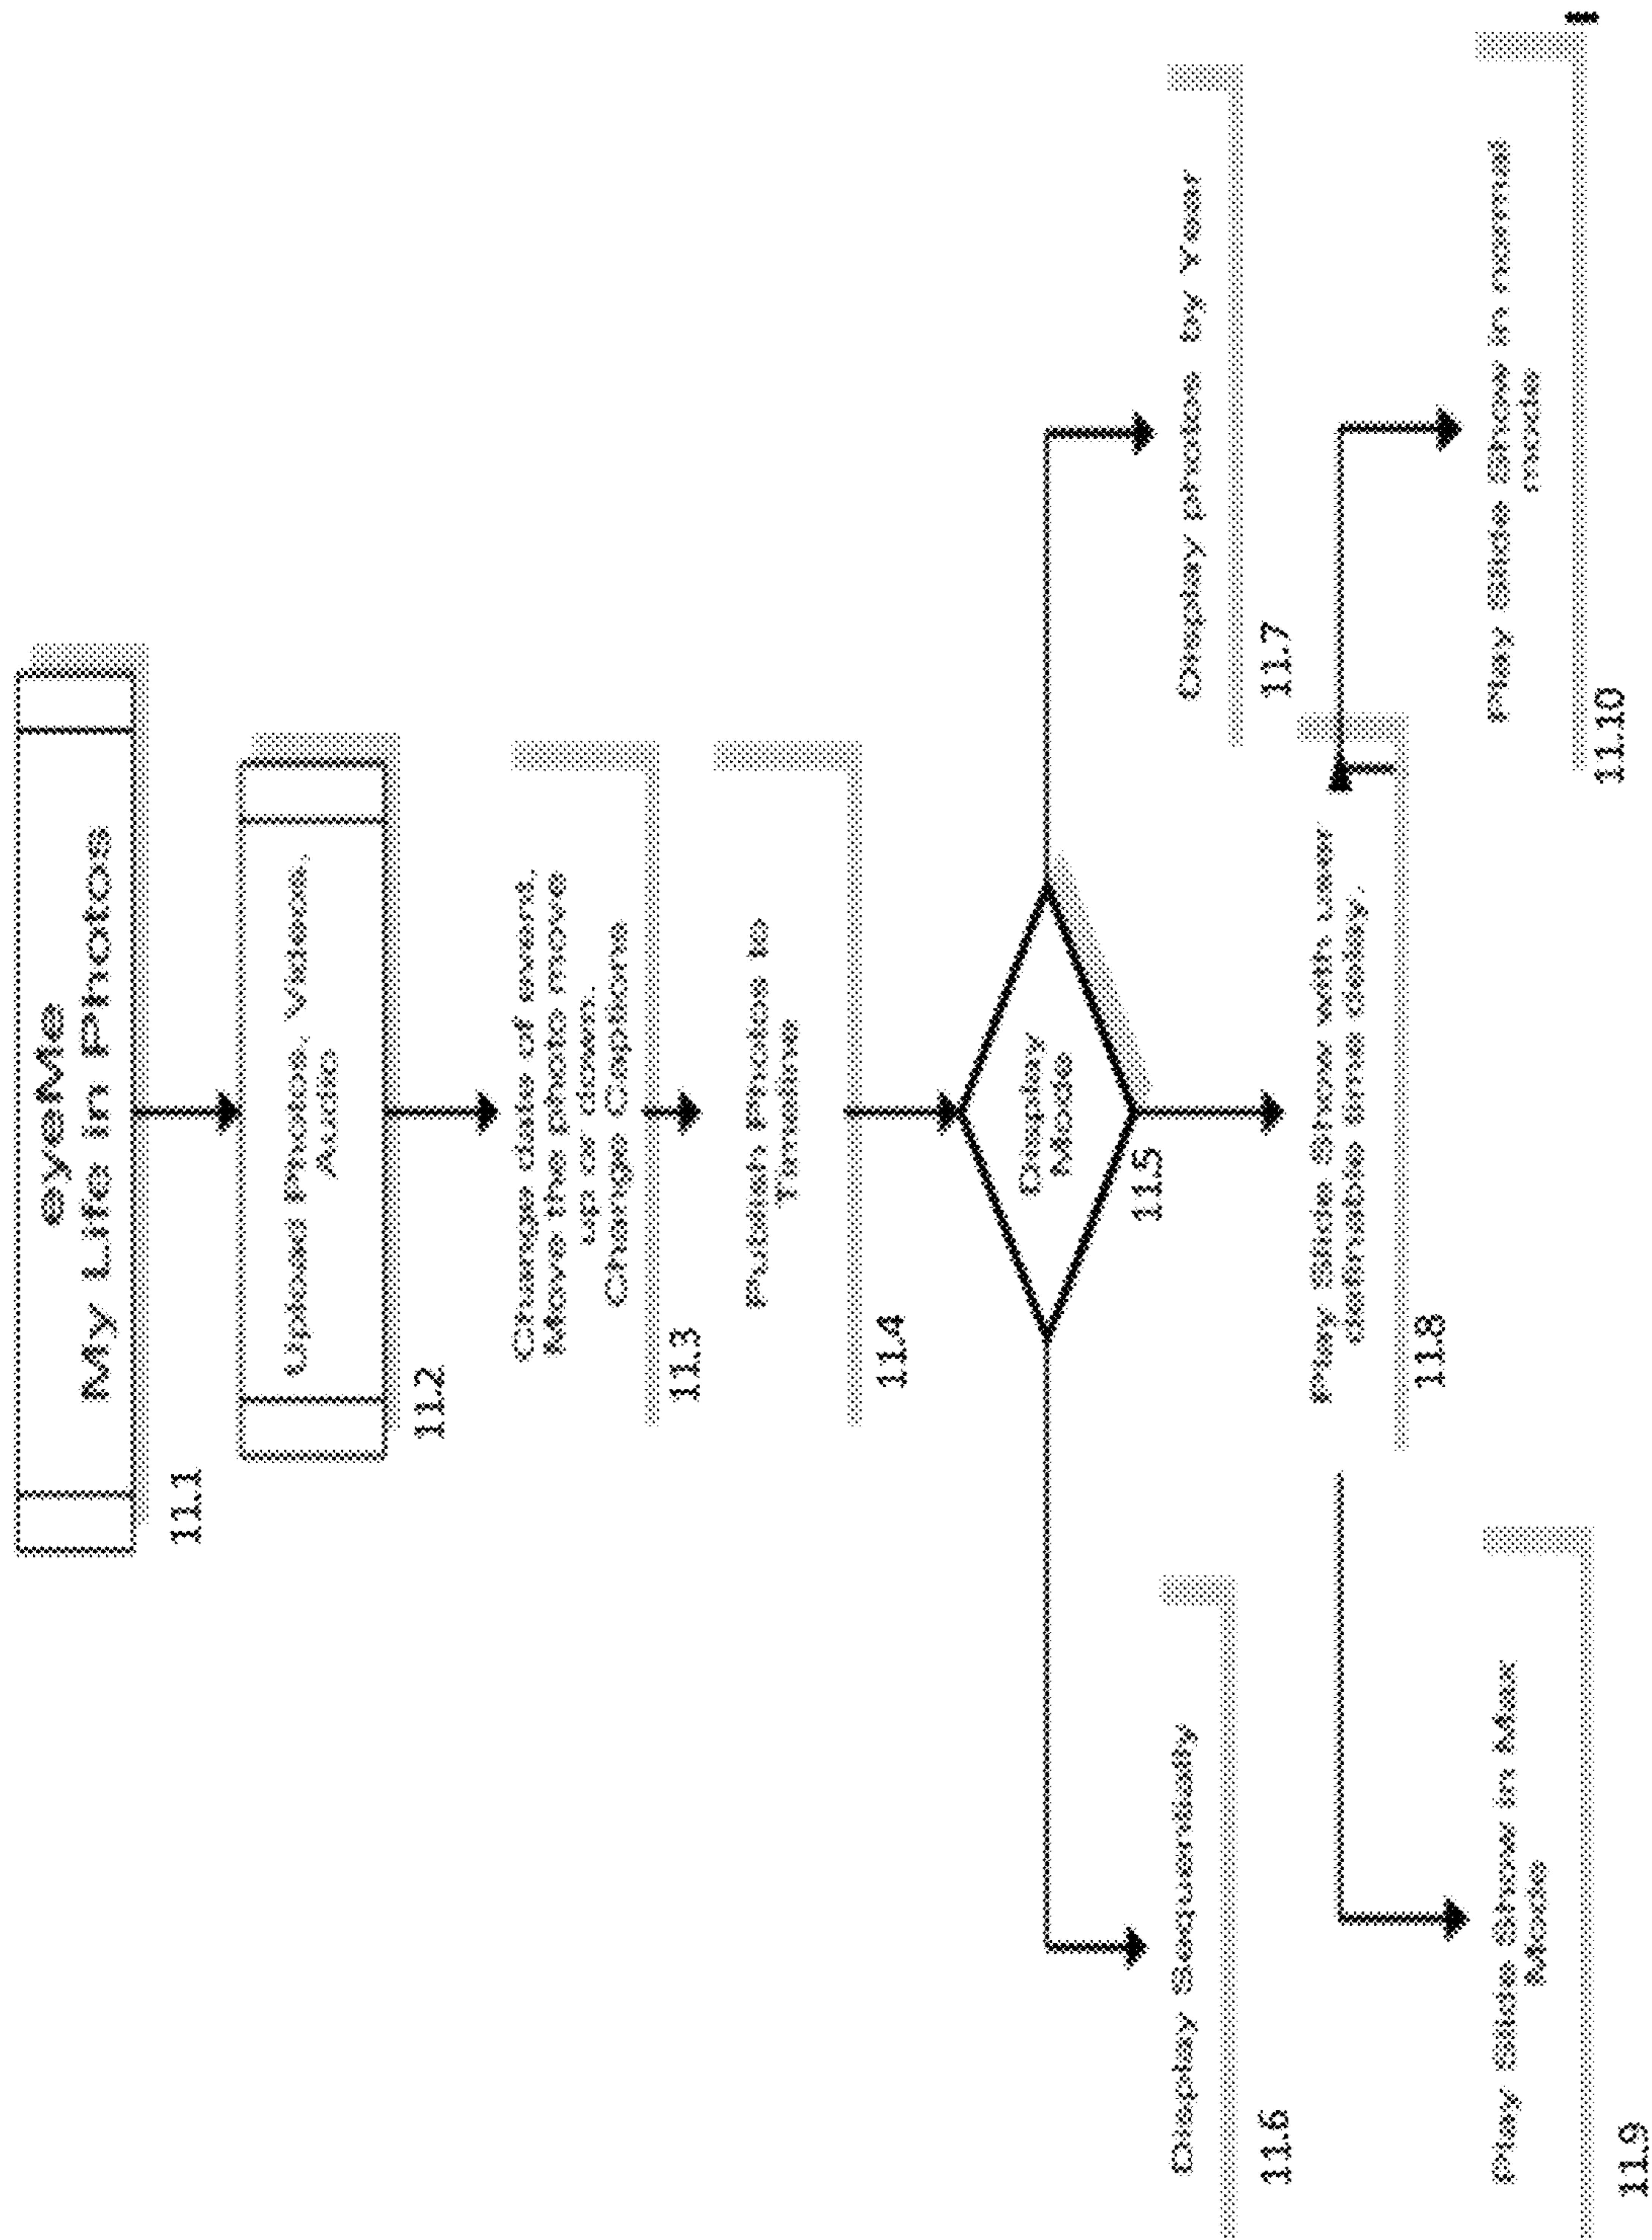 eyeMe
My Life in Photos
11.1
Upload Photos, Videos,
Audio
11.2
Change date of event,
Move the photo move
up or down,
Change Captions
11.3
Publish Photos to
Timeline
11.4
Display
Mode
11.5
Display Sequentially
11.6
Display photos by Year
11.7
Play Slide Show with user
definable time delay.
11.8
Play Slide Show in Max
Mode
11.9
Play Slide Show in normal
mode
11.10